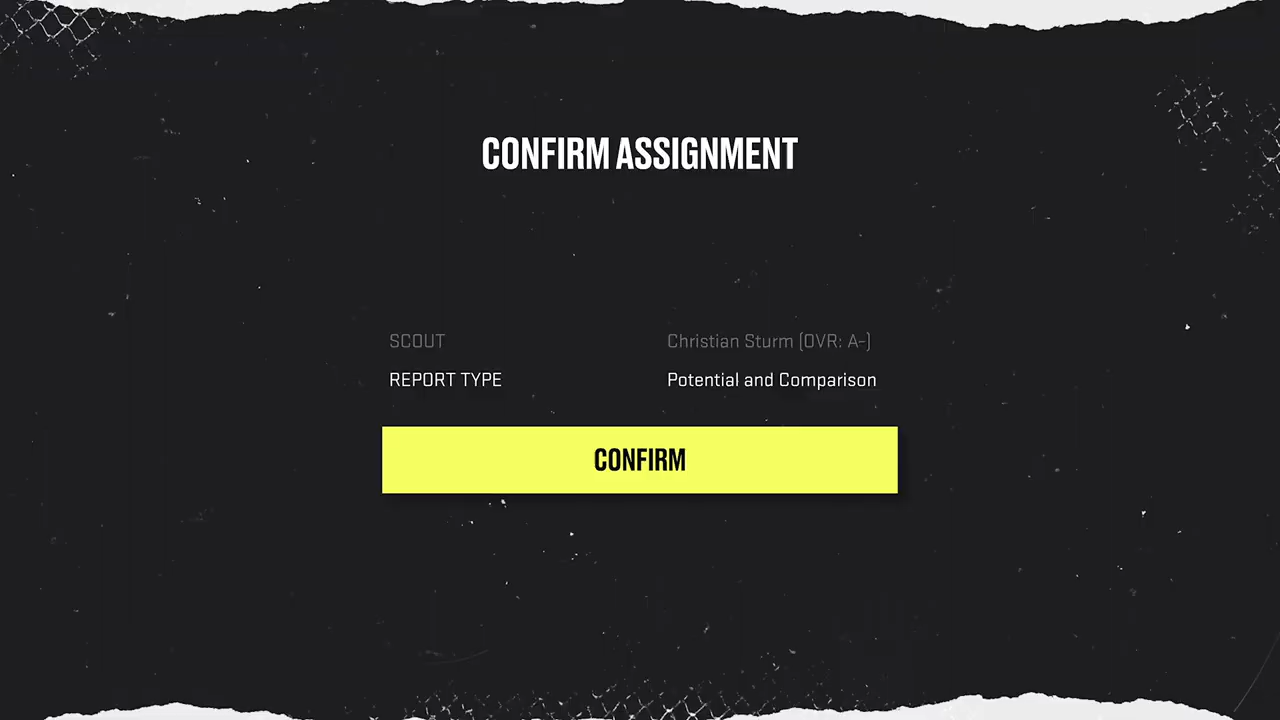 CONFIRM ASSIGNMENT
SCOUT Christian Sturm (OVR: A-)
REPORT TYPE Potential and Comparison
CONFIRM